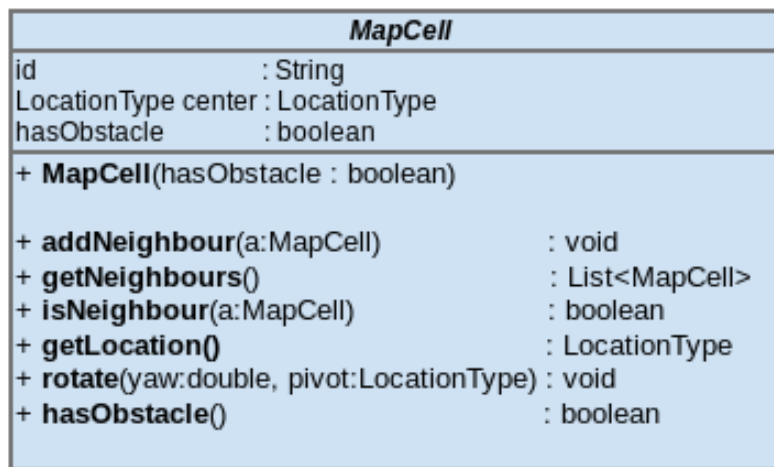 MapCell
id : String
LocationType center : LocationType
hasObstacle : boolean
+ MapCell(hasObstacle : boolean)
+ addNeighbour(a:MapCell) : void
+ getNeighbours() : List<MapCell>
+ isNeighbour(a:MapCell) : boolean
+ getLocation() : LocationType
+ rotate(yaw:double, pivot:LocationType) : void
+ hasObstacle() : boolean